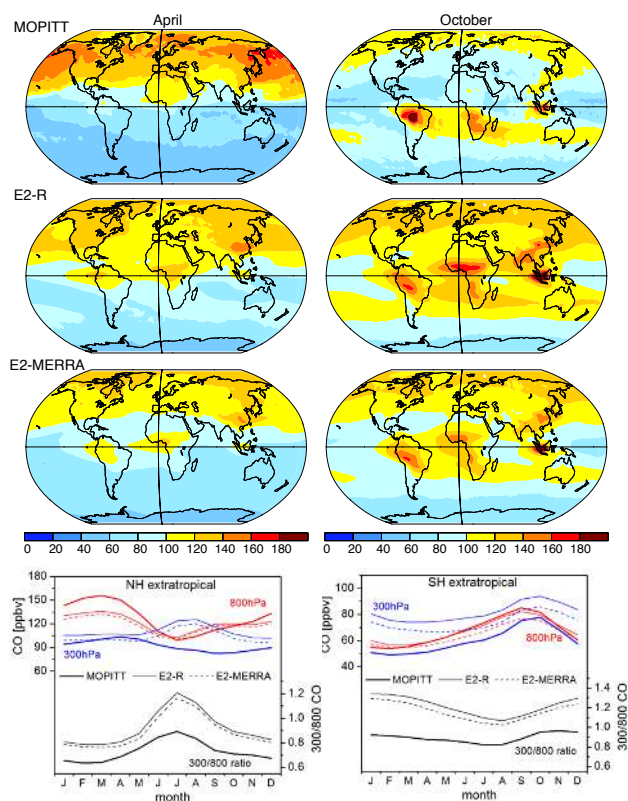 April October
MOPITT
E2-R
E2-MERRA
0 20 40 60 80 100 120 140 160 180
0 20 40 60 80 100 120 140 160 180
NH extratropical
CO [ppbv]
180
150
120
90
60
800hPa
300hPa
MOPITT E2-R E2-MERRA
1.2
1.0
0.8
0.6
300/800 CO
300/800 ratio
J F M A M J J A S O N D
month
SH extratropical
CO [ppbv]
100
80
60
40
300hPa
800hPa
MOPITT E2-R E2-MERRA
1.4
1.2
1.0
0.8
0.6
300/800 CO
300/800 ratio
J F M A M J J A S O N D
month